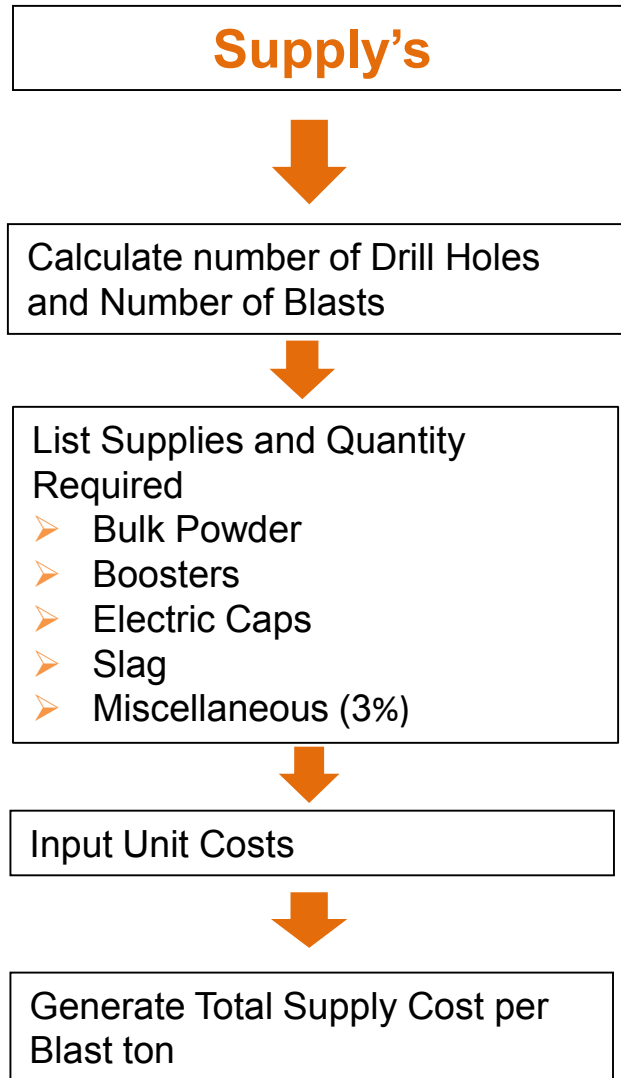 Supply’s
Calculate number of Drill Holes
and Number of Blasts
List Supplies and Quantity
Required
➢ Bulk Powder
➢ Boosters
➢ Electric Caps
➢ Slag
➢ Miscellaneous (3%)
Input Unit Costs
Generate Total Supply Cost per
Blast ton